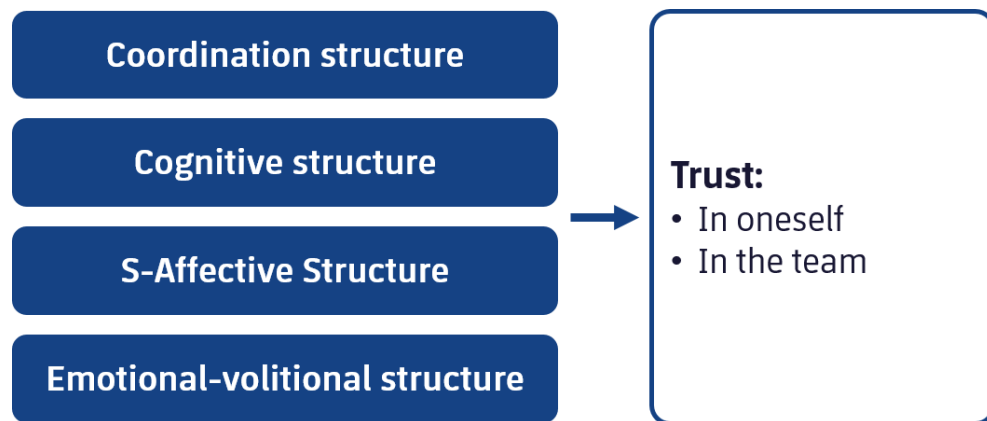 Coordination structure
Cognitive structure
S-Affective Structure
Emotional-volitional structure
Trust:
• In oneself
• In the team